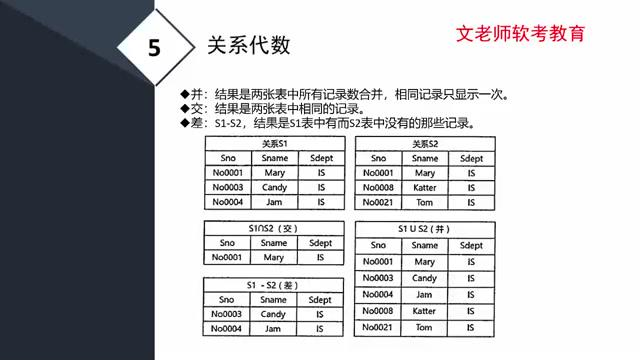 文老师软考教育
5
关系代数
◆并：结果是两张表中所有记录数合并，相同记录只显示一次。
◆交：结果是两张表中相同的记录。
◆差：S1-S2，结果是S1表中有而S2表中没有的那些记录。
关系S1
Sno Sname Sdept
No0001 Mary IS
No0003 Candy IS
No0004 Jam IS
关系S2
Sno Sname Sdept
No0001 Mary IS
No0008 Katter IS
No0021 Tom IS
S1∩S2（交）
Sno Sname Sdept
No0001 Mary IS
S1 - S2（差）
Sno Sname Sdept
No0003 Candy IS
No0004 Jam IS
S1 U S2（并）
Sno Sname Sdept
No0001 Mary IS
No0003 Candy IS
No0004 Jam IS
No0008 Katter IS
No0021 Tom IS